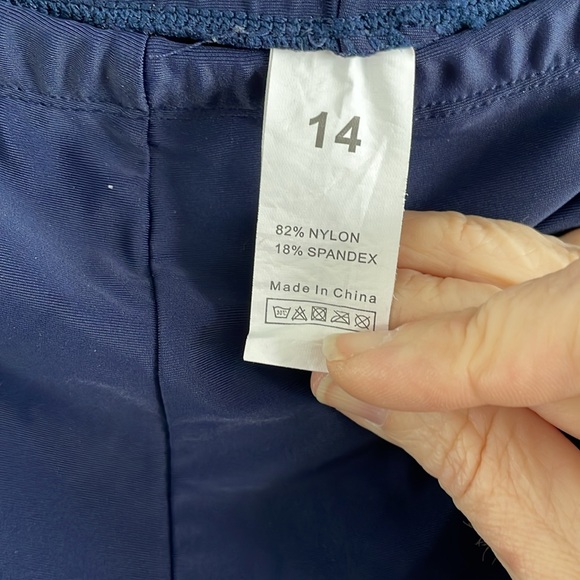 14
82% NYLON
18% SPANDEX
Made In China